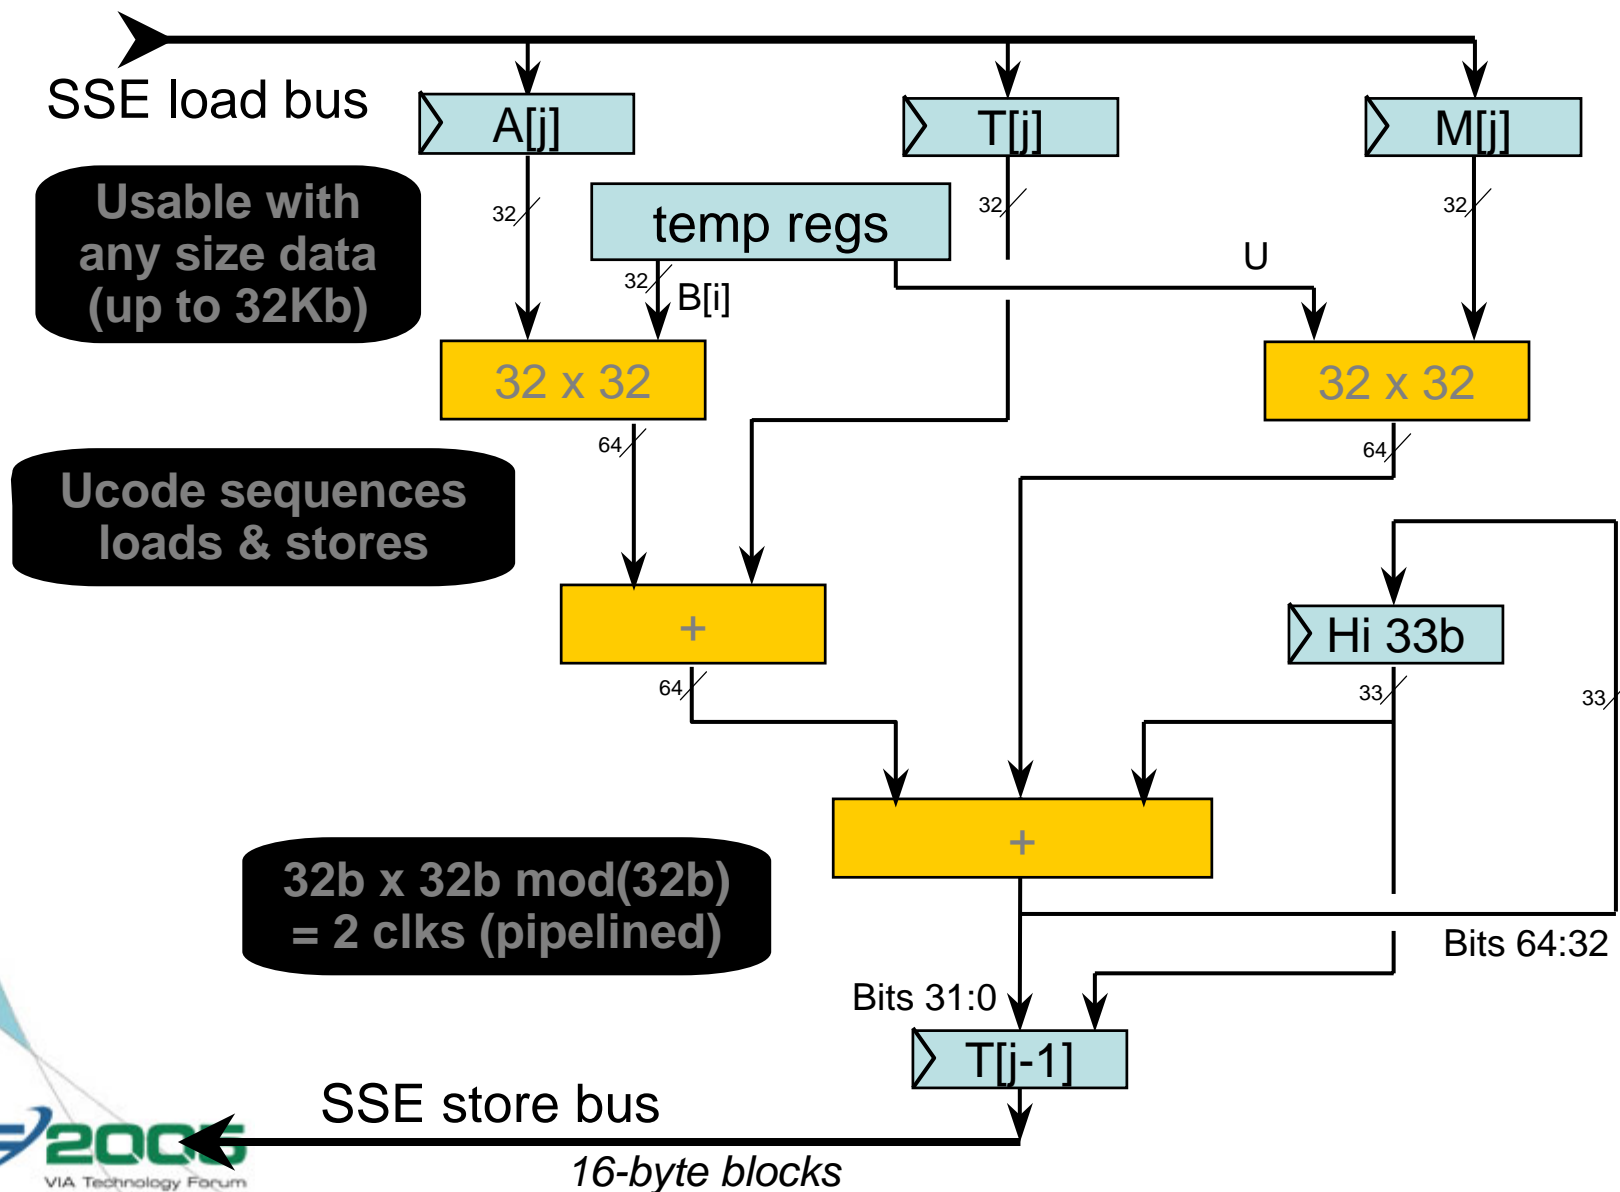 SSE load bus
A[j]
T[j]
M[j]
Usable with
any size data
(up to 32Kb)
32
temp regs
32
32
U
32
B[i]
32 x 32
32 x 32
64
64
Ucode sequences
loads & stores
+
Hi 33b
64
33
33
+
32b x 32b mod(32b)
= 2 clks (pipelined)
Bits 64:32
Bits 31:0
T[j-1]
SSE store bus
16-byte blocks
2005
VIA Technology Forum